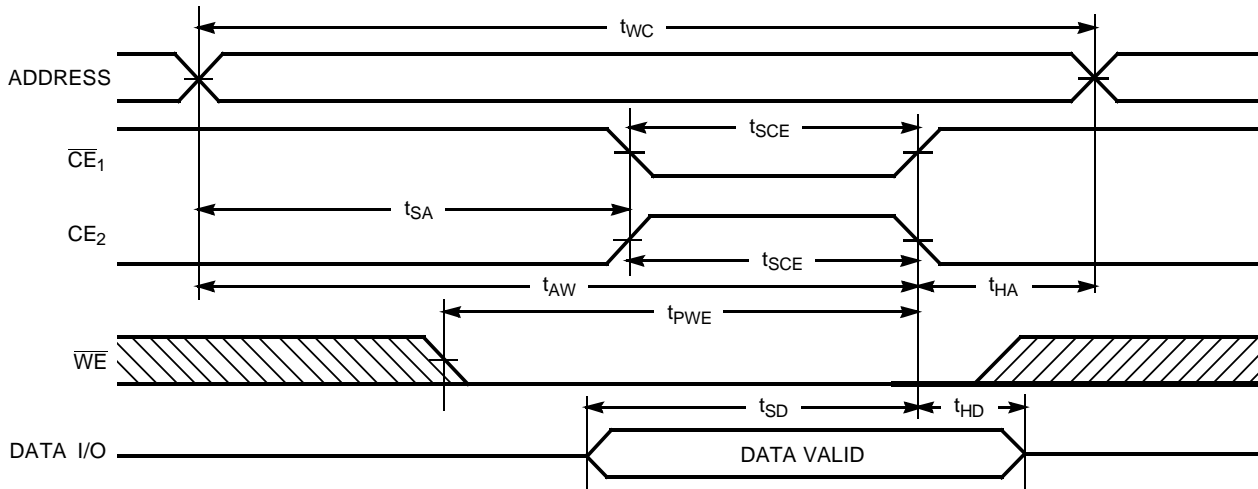 tWC
ADDRESS
tSCE
CE1
tSA
CE2
tSCE
tAW
tHA
tPWE
WE
tSD
tHD
DATA I/O
DATA VALID